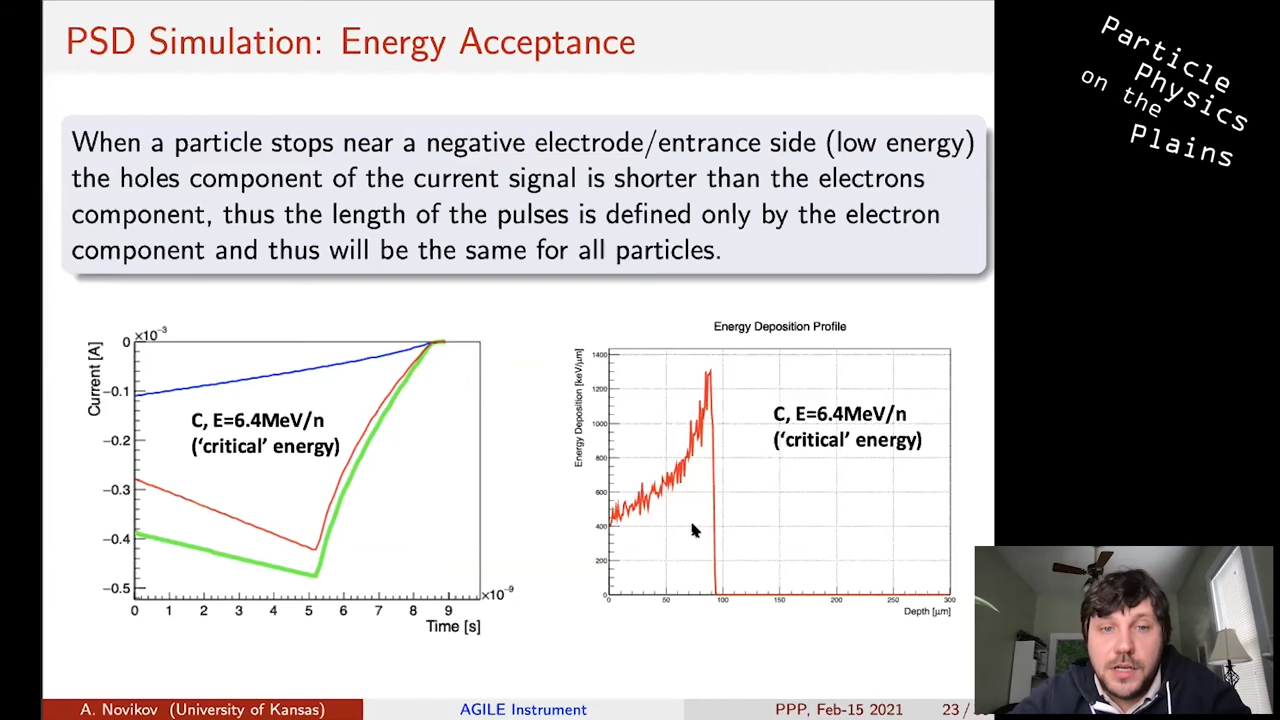 PSD Simulation: Energy Acceptance
Particle
Physics
on the
Plains
When a particle stops near a negative electrode/entrance side (low energy)
the holes component of the current signal is shorter than the electrons
component, thus the length of the pulses is defined only by the electron
component and thus will be the same for all particles.
×10⁻³
Current [A]
0
−0.1
−0.2
−0.3
−0.4
−0.5
C, E=6.4MeV/n
(‘critical’ energy)
0 1 2 3 4 5 6 7 8 9
×10⁻⁹
Time [s]
Energy Deposition Profile
Energy Deposition [keV/μm]
1400
1200
1000
800
600
400
200
0
C, E=6.4MeV/n
(‘critical’ energy)
0 50 100 150 200 250 300
Depth [μm]
A. Novikov (University of Kansas)
AGILE Instrument
PPP, Feb-15 2021
23 /